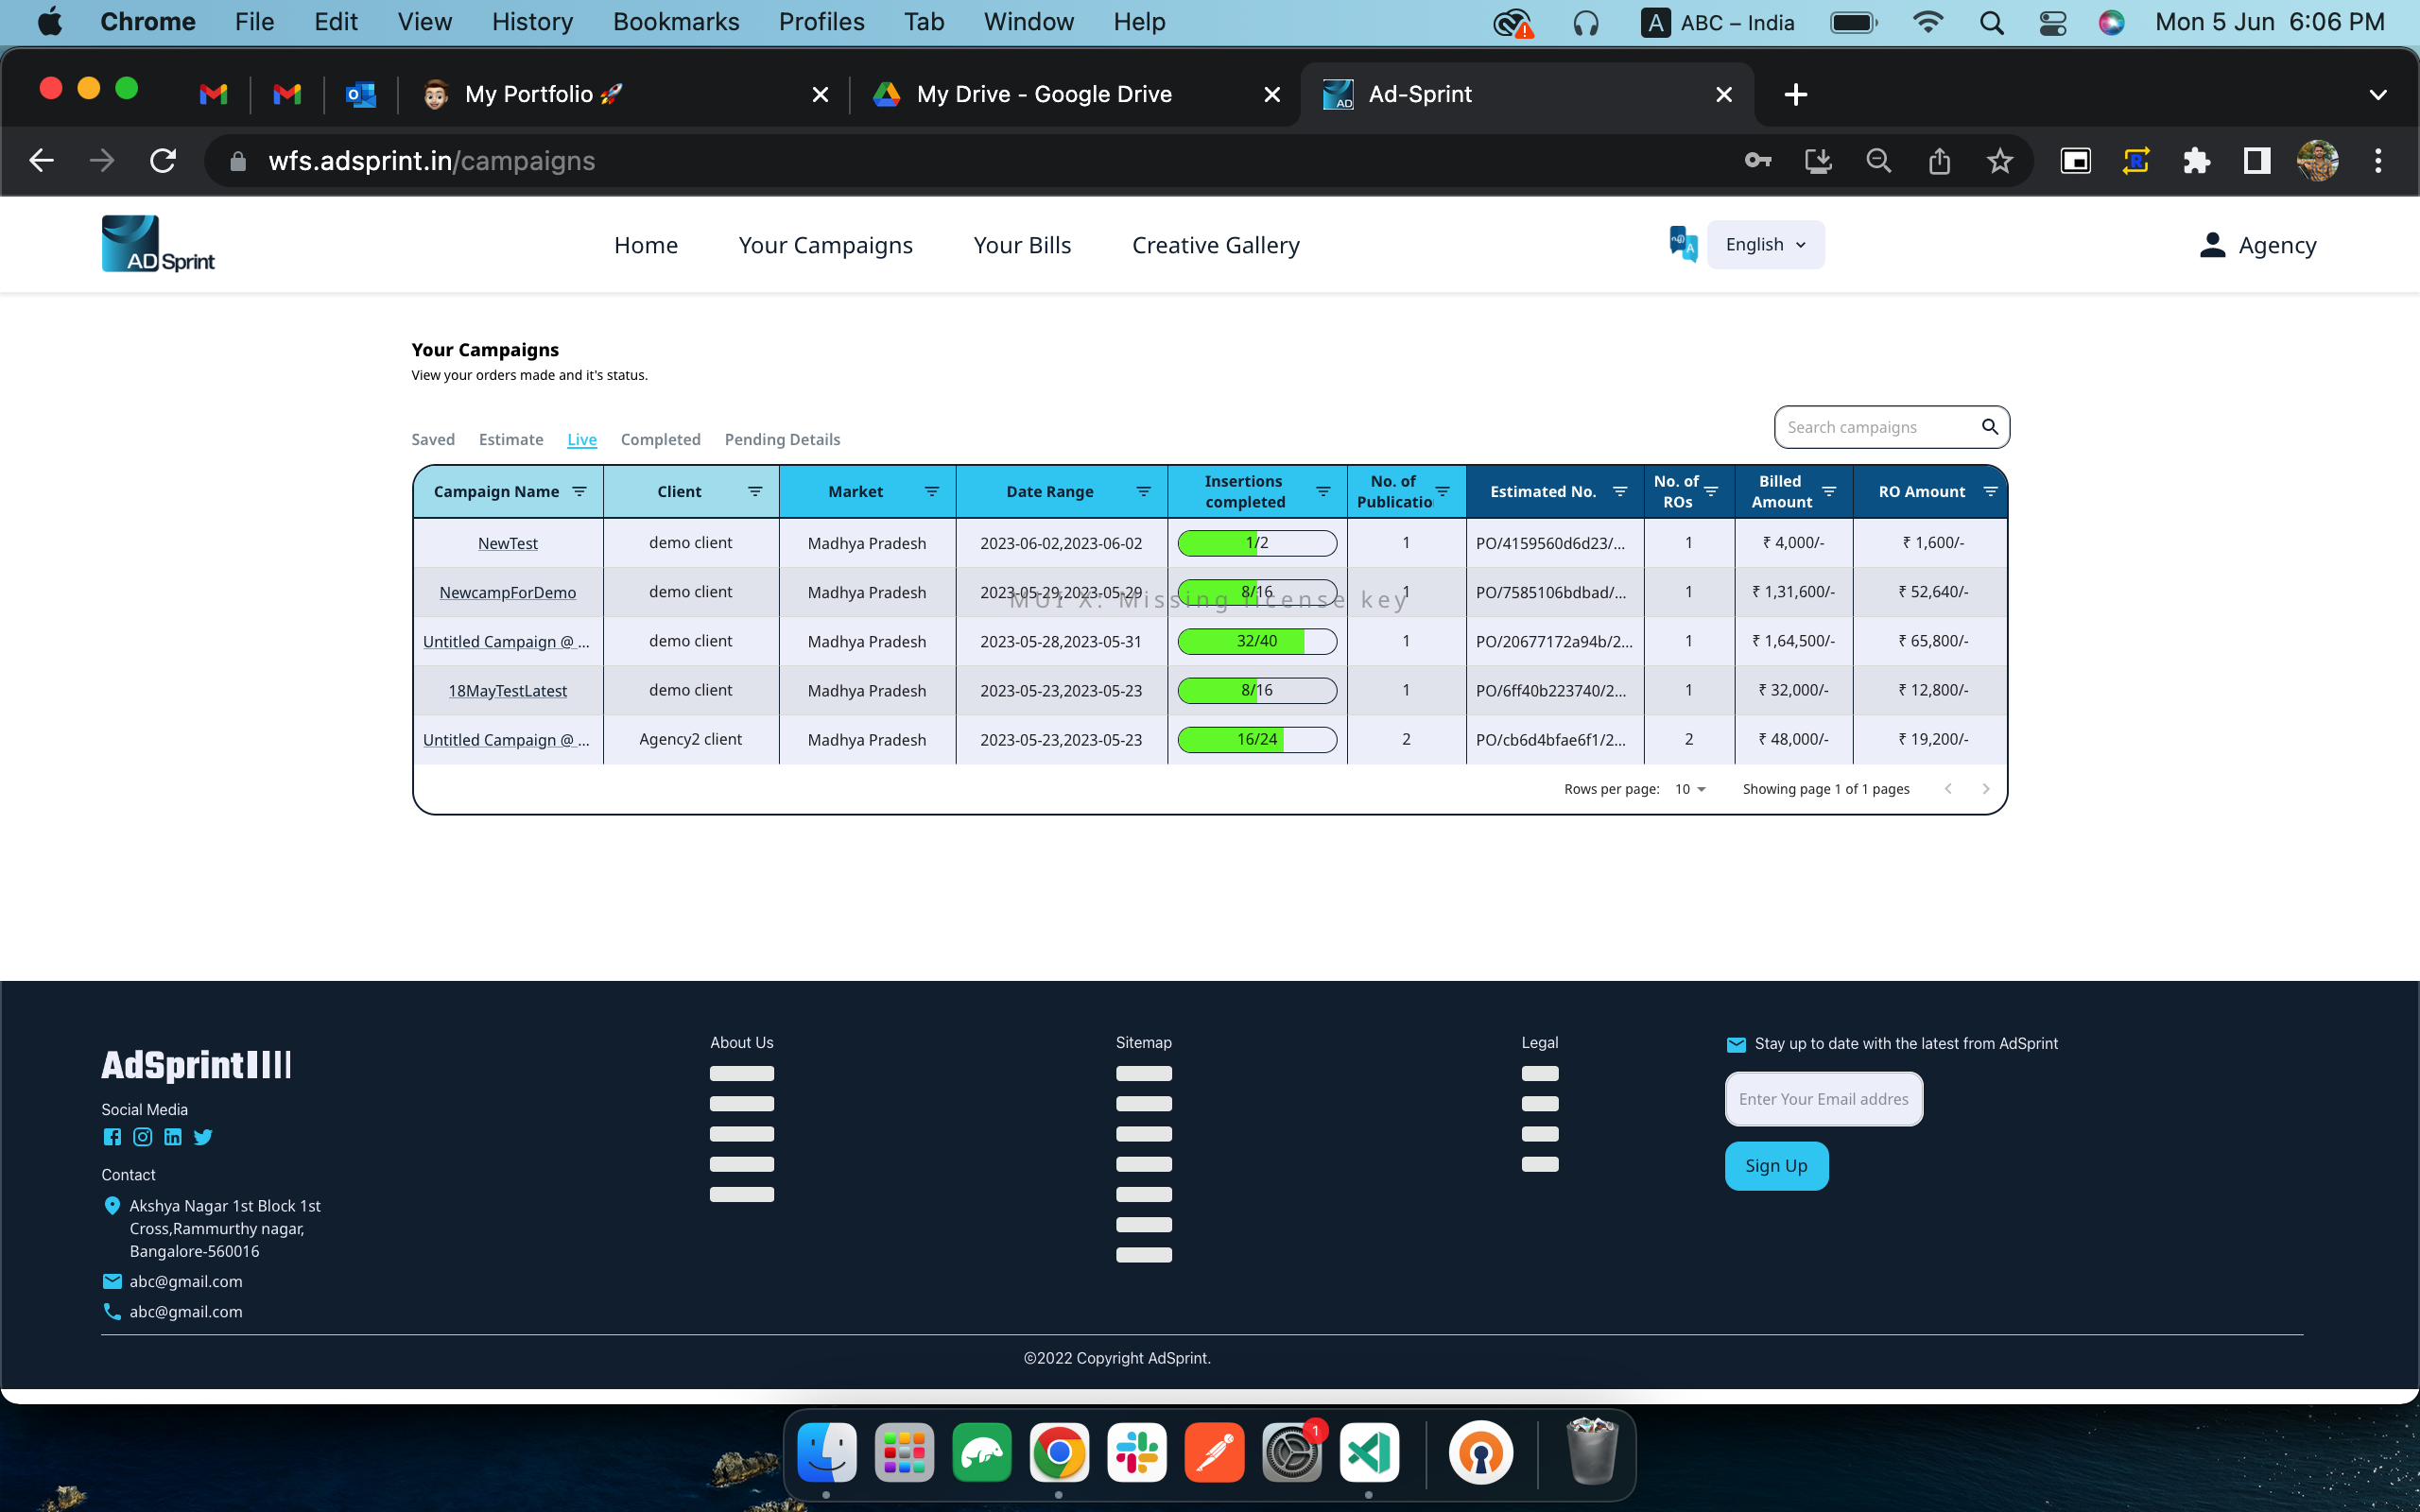 Chrome File Edit View History Bookmarks Profiles Tab Window Help A ABC – India Mon 5 Jun 6:06 PM
My Portfolio 🚀 My Drive - Google Drive Ad-Sprint
wfs.adsprint.in/campaigns
AD Sprint Home Your Campaigns Your Bills Creative Gallery English Agency
Your Campaigns
View your orders made and it's status.
Saved Estimate Live Completed Pending Details Search campaigns
Campaign Name Client Market Date Range Insertions completed No. of Publicatio Estimated No. No. of ROs Billed Amount RO Amount
NewTest demo client Madhya Pradesh 2023-06-02,2023-06-02 1/2 1 PO/4159560d6d23/... 1 ₹ 4,000/- ₹ 1,600/-
NewcampForDemo demo client Madhya Pradesh 2023-05-29,2023-05-29 8/16 1 PO/7585106bdbad/... 1 ₹ 1,31,600/- ₹ 52,640/-
MUI X: Missing license key
Untitled Campaign @ ... demo client Madhya Pradesh 2023-05-28,2023-05-31 32/40 1 PO/20677172a94b/2... 1 ₹ 1,64,500/- ₹ 65,800/-
18MayTestLatest demo client Madhya Pradesh 2023-05-23,2023-05-23 8/16 1 PO/6ff40b223740/2... 1 ₹ 32,000/- ₹ 12,800/-
Untitled Campaign @ ... Agency2 client Madhya Pradesh 2023-05-23,2023-05-23 16/24 2 PO/cb6d4bfae6f1/2... 2 ₹ 48,000/- ₹ 19,200/-
Rows per page: 10 Showing page 1 of 1 pages
AdSprint
Social Media
Contact
Akshya Nagar 1st Block 1st
Cross,Rammurthy nagar,
Bangalore-560016
abc@gmail.com
abc@gmail.com
About Us
Sitemap
Legal
Stay up to date with the latest from AdSprint
Enter Your Email addres
Sign Up
©2022 Copyright AdSprint.
1